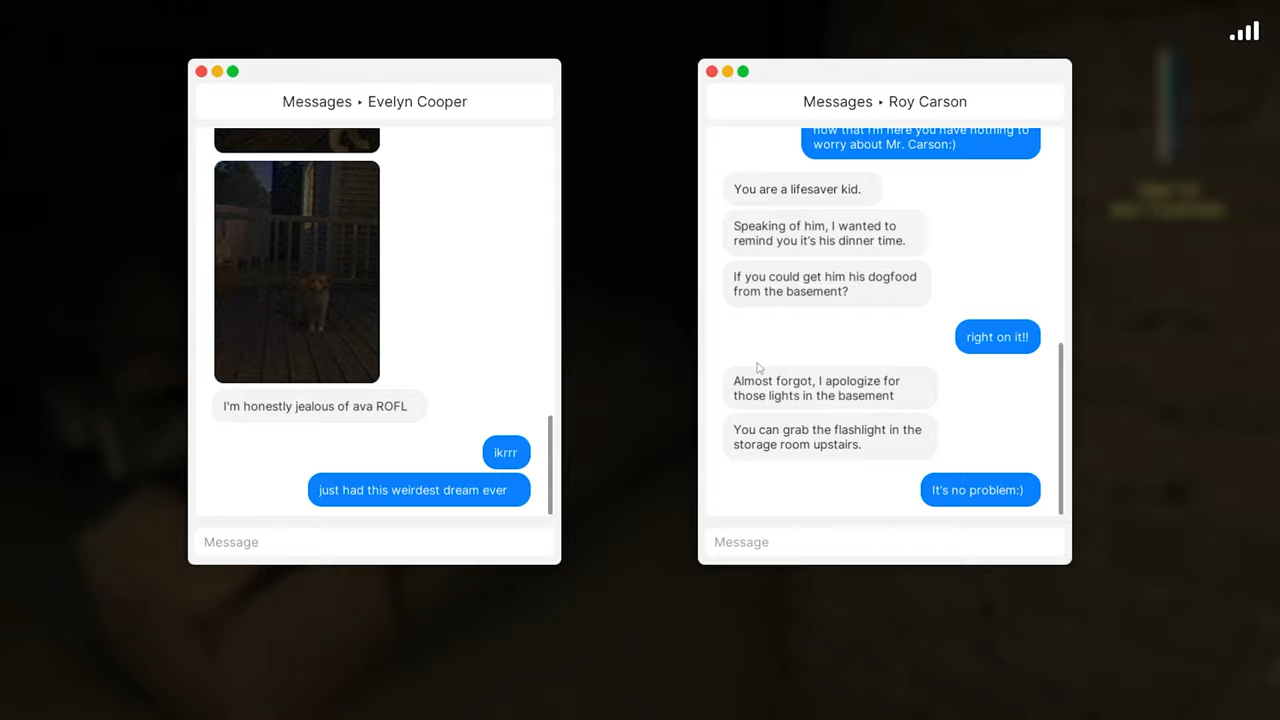 Messages ▸ Evelyn Cooper
I'm honestly jealous of ava ROFL
ikrrr
just had this weirdest dream ever
Message
Messages ▸ Roy Carson
now that I'm here you have nothing to
worry about Mr. Carson:)
You are a lifesaver kid.
Speaking of him, I wanted to
remind you it's his dinner time.
If you could get him his dogfood
from the basement?
right on it!!
Almost forgot, I apologize for
those lights in the basement
You can grab the flashlight in the
storage room upstairs.
It's no problem:)
Message